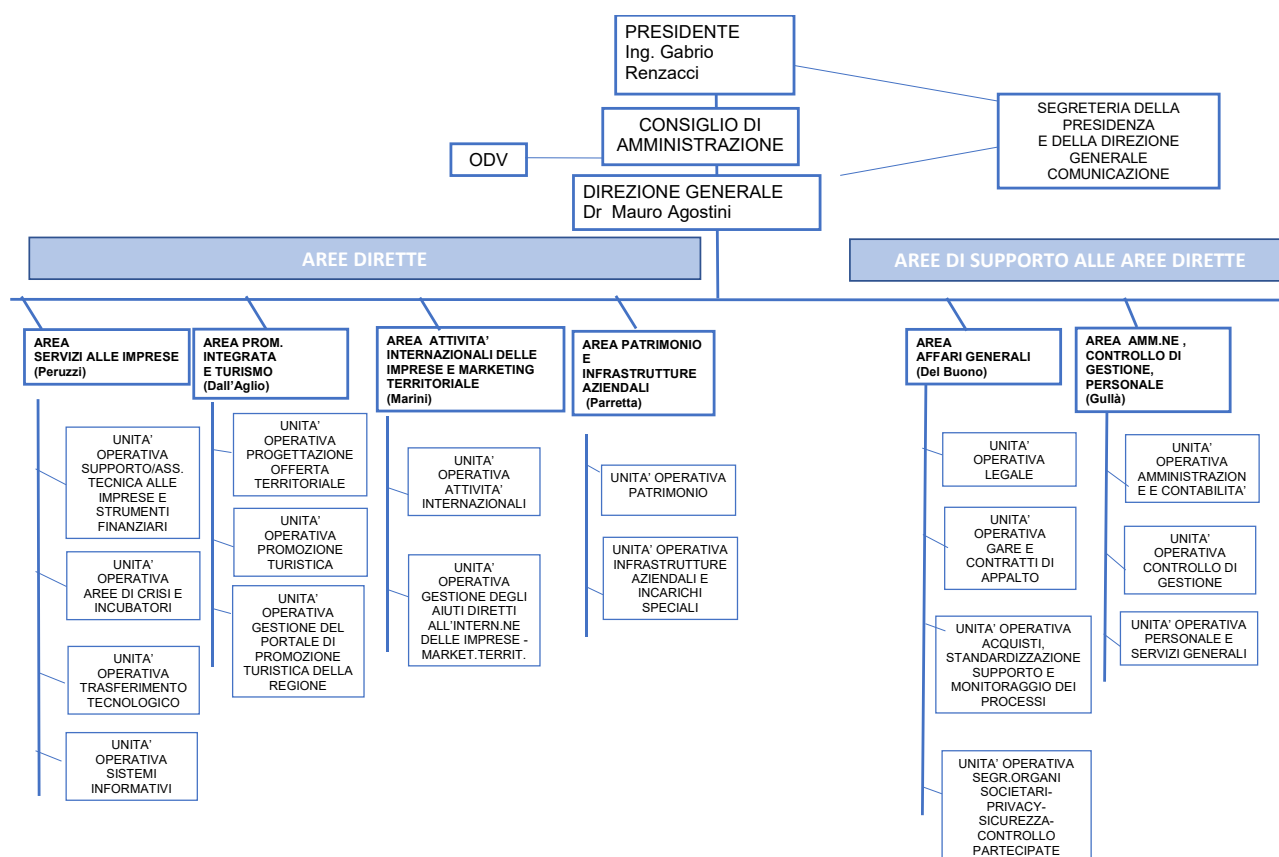 PRESIDENTE
Ing. Gabrio
Renzacci
CONSIGLIO DI
AMMINISTRAZIONE
SEGRETERIA DELLA
PRESIDENZA
E DELLA DIREZIONE
GENERALE
COMUNICAZIONE
ODV
DIREZIONE GENERALE
Dr Mauro Agostini
AREE DIRETTE
AREE DI SUPPORTO ALLE AREE DIRETTE
AREA
SERVIZI ALLE IMPRESE
(Peruzzi)
UNITA’
OPERATIVA
SUPPORTO/ASS.
TECNICA ALLE
IMPRESE E
STRUMENTI
FINANZIARI
UNITA’
OPERATIVA
AREE DI CRISI E
INCUBATORI
UNITA’
OPERATIVA
TRASFERIMENTO
TECNOLOGICO
UNITA’
OPERATIVA
SISTEMI
INFORMATIVI
AREA PROM.
INTEGRATA
E TURISMO
(Dall’Aglio)
UNITA’
OPERATIVA
PROGETTAZIONE
OFFERTA
TERRITORIALE
UNITA’
OPERATIVA
PROMOZIONE
TURISTICA
UNITA’
OPERATIVA
GESTIONE DEL
PORTALE DI
PROMOZIONE
TURISTICA DELLA
REGIONE
AREA ATTIVITA’
INTERNAZIONALI DELLE
IMPRESE E MARKETING
TERRITORIALE
(Marini)
UNITA’
OPERATIVA
ATTIVITA’
INTERNAZIONALI
UNITA’
OPERATIVA
GESTIONE DEGLI
AIUTI DIRETTI
ALL’INTERN.NE
DELLE IMPRESE -
MARKET.TERRIT.
AREA PATRIMONIO
E
INFRASTRUTTURE
AZIENDALI
(Parretta)
UNITA’ OPERATIVA
PATRIMONIO
UNITA’ OPERATIVA
INFRASTRUTTURE
AZIENDALI E
INCARICHI
SPECIALI
AREA
AFFARI GENERALI
(Del Buono)
UNITA’
OPERATIVA
LEGALE
UNITA’
OPERATIVA
GARE E
CONTRATTI DI
APPALTO
UNITA’ OPERATIVA
ACQUISTI,
STANDARDIZZAZIONE
SUPPORTO E
MONITORAGGIO DEI
PROCESSI
UNITA’ OPERATIVA
SEGR.ORGANI
SOCIETARI-
PRIVACY-
SICUREZZA-
CONTROLLO
PARTECIPATE
AREA AMM.NE ,
CONTROLLO DI
GESTIONE,
PERSONALE
(Gullà)
UNITA’
OPERATIVA
AMMINISTRAZION
E E CONTABILITA’
UNITA’
OPERATIVA
CONTROLLO DI
GESTIONE
UNITA’ OPERATIVA
PERSONALE E
SERVIZI GENERALI